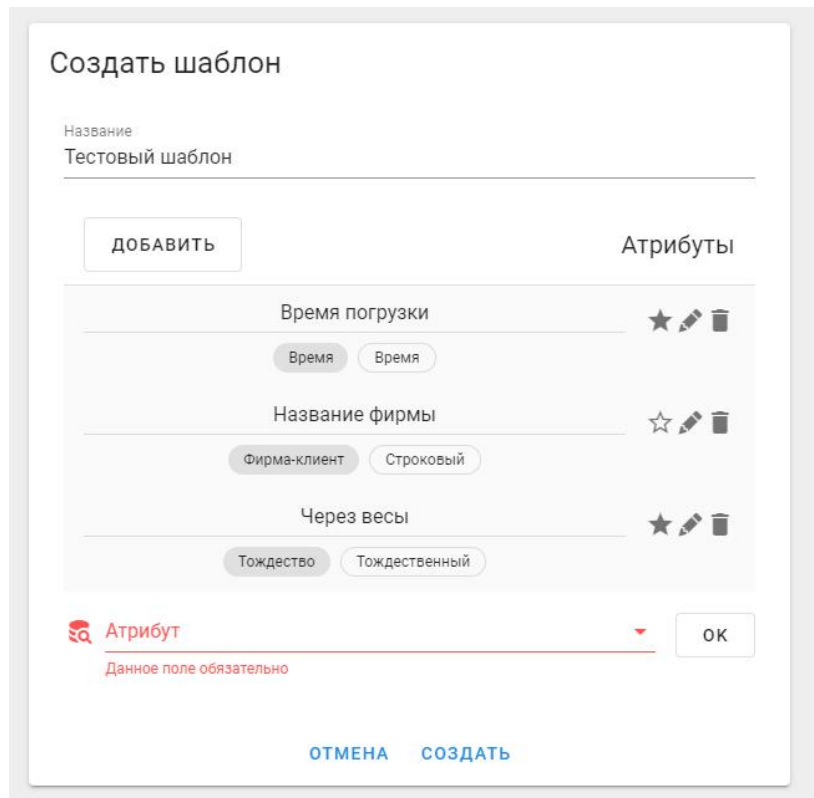 Создать шаблон
Название
Тестовый шаблон
ДОБАВИТЬ Атрибуты
Время погрузки
Время Время
Название фирмы
Фирма-клиент Строковый
Через весы
Тождество Тождественный
Атрибут ОК
Данное поле обязательно
ОТМЕНА СОЗДАТЬ